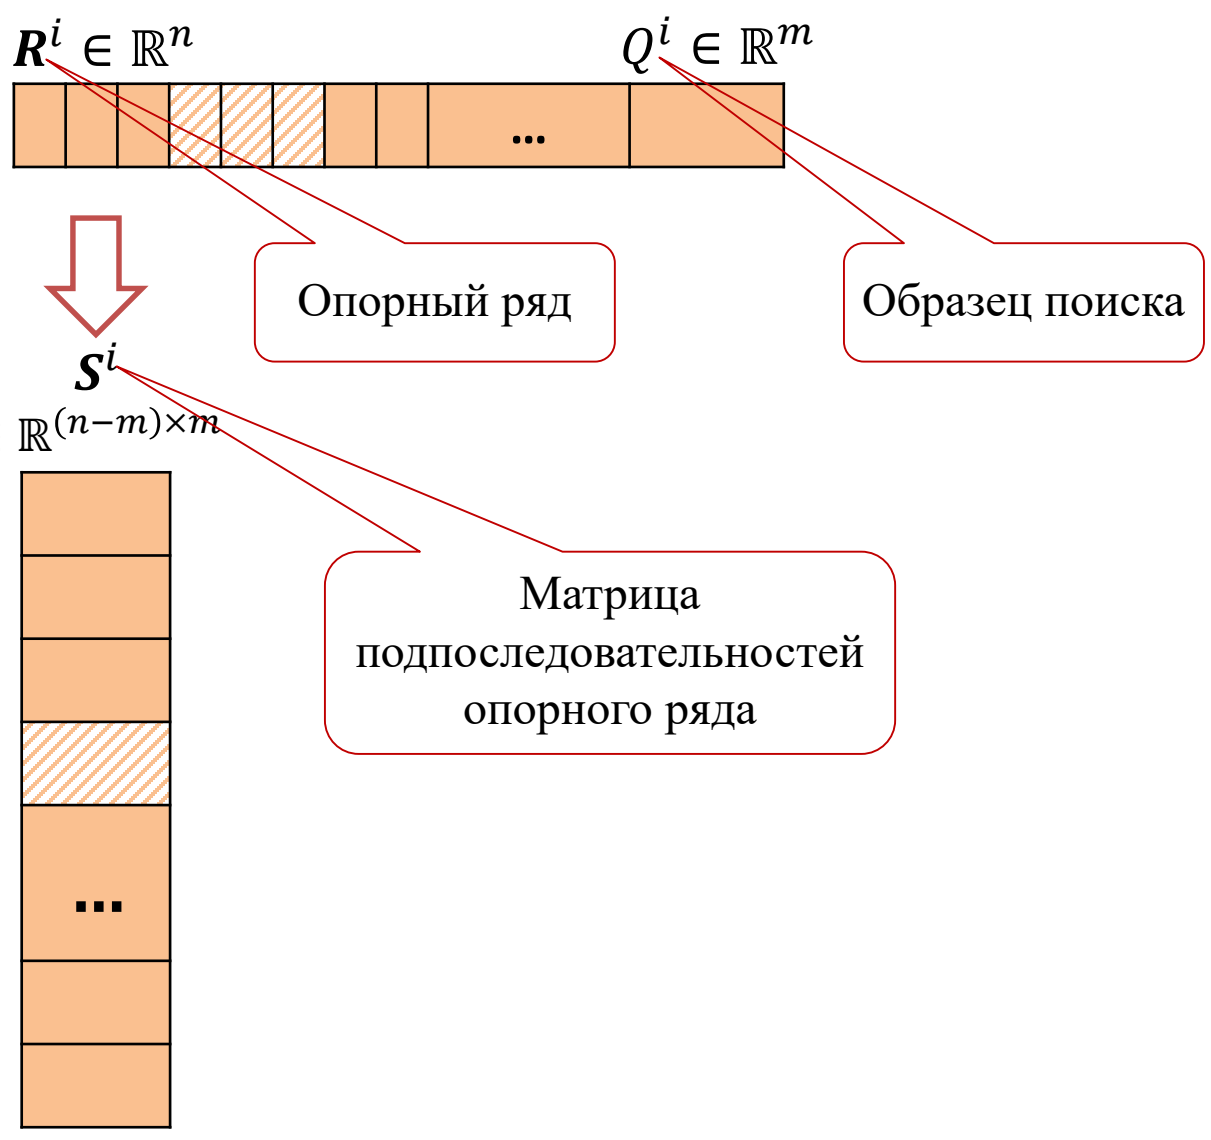 𝑹ⁱ ∈ ℝⁿ
Qⁱ ∈ ℝᵐ
...
Опорный ряд
Образец поиска
𝑺ⁱ
ℝ⁽ⁿ⁻ᵐ⁾ˣᵐ
Матрица
подпоследовательностей
опорного ряда
...